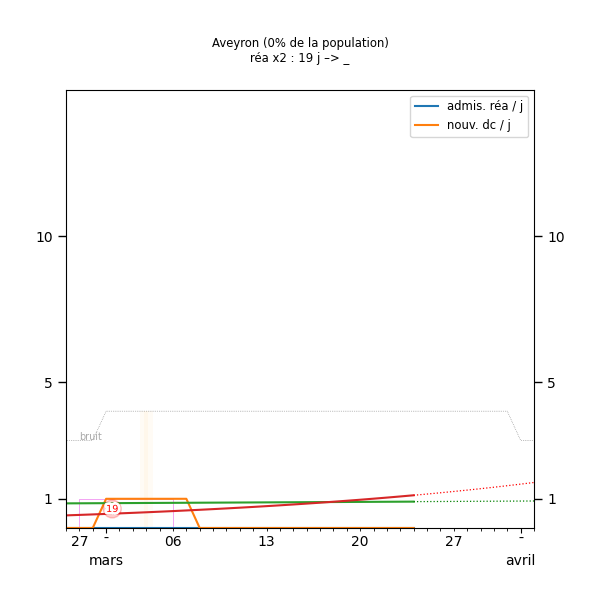 Aveyron (0% de la population)
réa x2 : 19 j –> _
admis. réa / j
nouv. dc / j
10 10
5 5
bruit
1 1
19
27 - 06 13 20 27 -
mars avril